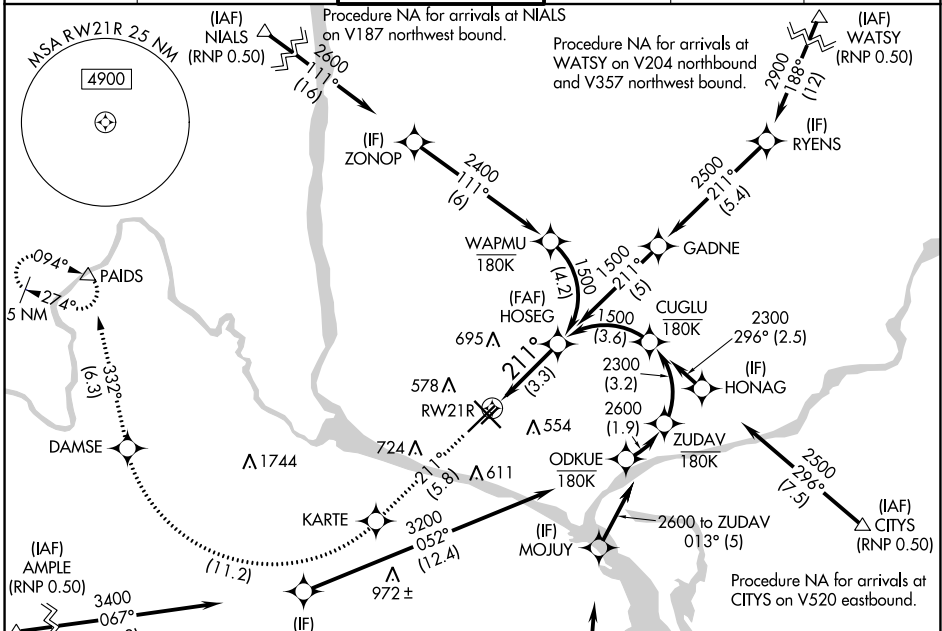 MSA RW21R 25 NM
4900
(IAF)
NIALS
(RNP 0.50)
Procedure NA for arrivals at NIALS
on V187 northwest bound.
2600
111°
(16)
Procedure NA for arrivals at
WATSY on V204 northbound
and V357 northwest bound.
(IAF)
WATSY
(RNP 0.50)
2900
188°
(12)
(IF)
ZONOP
2400
111°
(6)
(IF)
RYENS
2500
211°
(5.4)
WAPMU
180K
1500
(4.2)
GADNE
1500
211°
(5)
094°
PAIDS
274°
5 NM
(FAF)
HOSEG
CUGLU
180K
1500
(3.6)
2300
296° (2.5)
(IF)
HONAG
695
211°
(3.3)
2300
(3.2)
332°
(6.3)
578
RW21R
554
2600
(1.9)
ZUDAV
180K
DAMSE
1744
724
211°
(5.8)
611
ODKUE
180K
2500
296°
(7.5)
(IAF)
CITYS
(RNP 0.50)
KARTE
3200
052°
(12.4)
(IF)
MOJUY
2600 to ZUDAV
013° (5)
(11.2)
972 ±
(IAF)
AMPLE
(RNP 0.50)
3400
067°
(IF)
Procedure NA for arrivals at
CITYS on V520 eastbound.